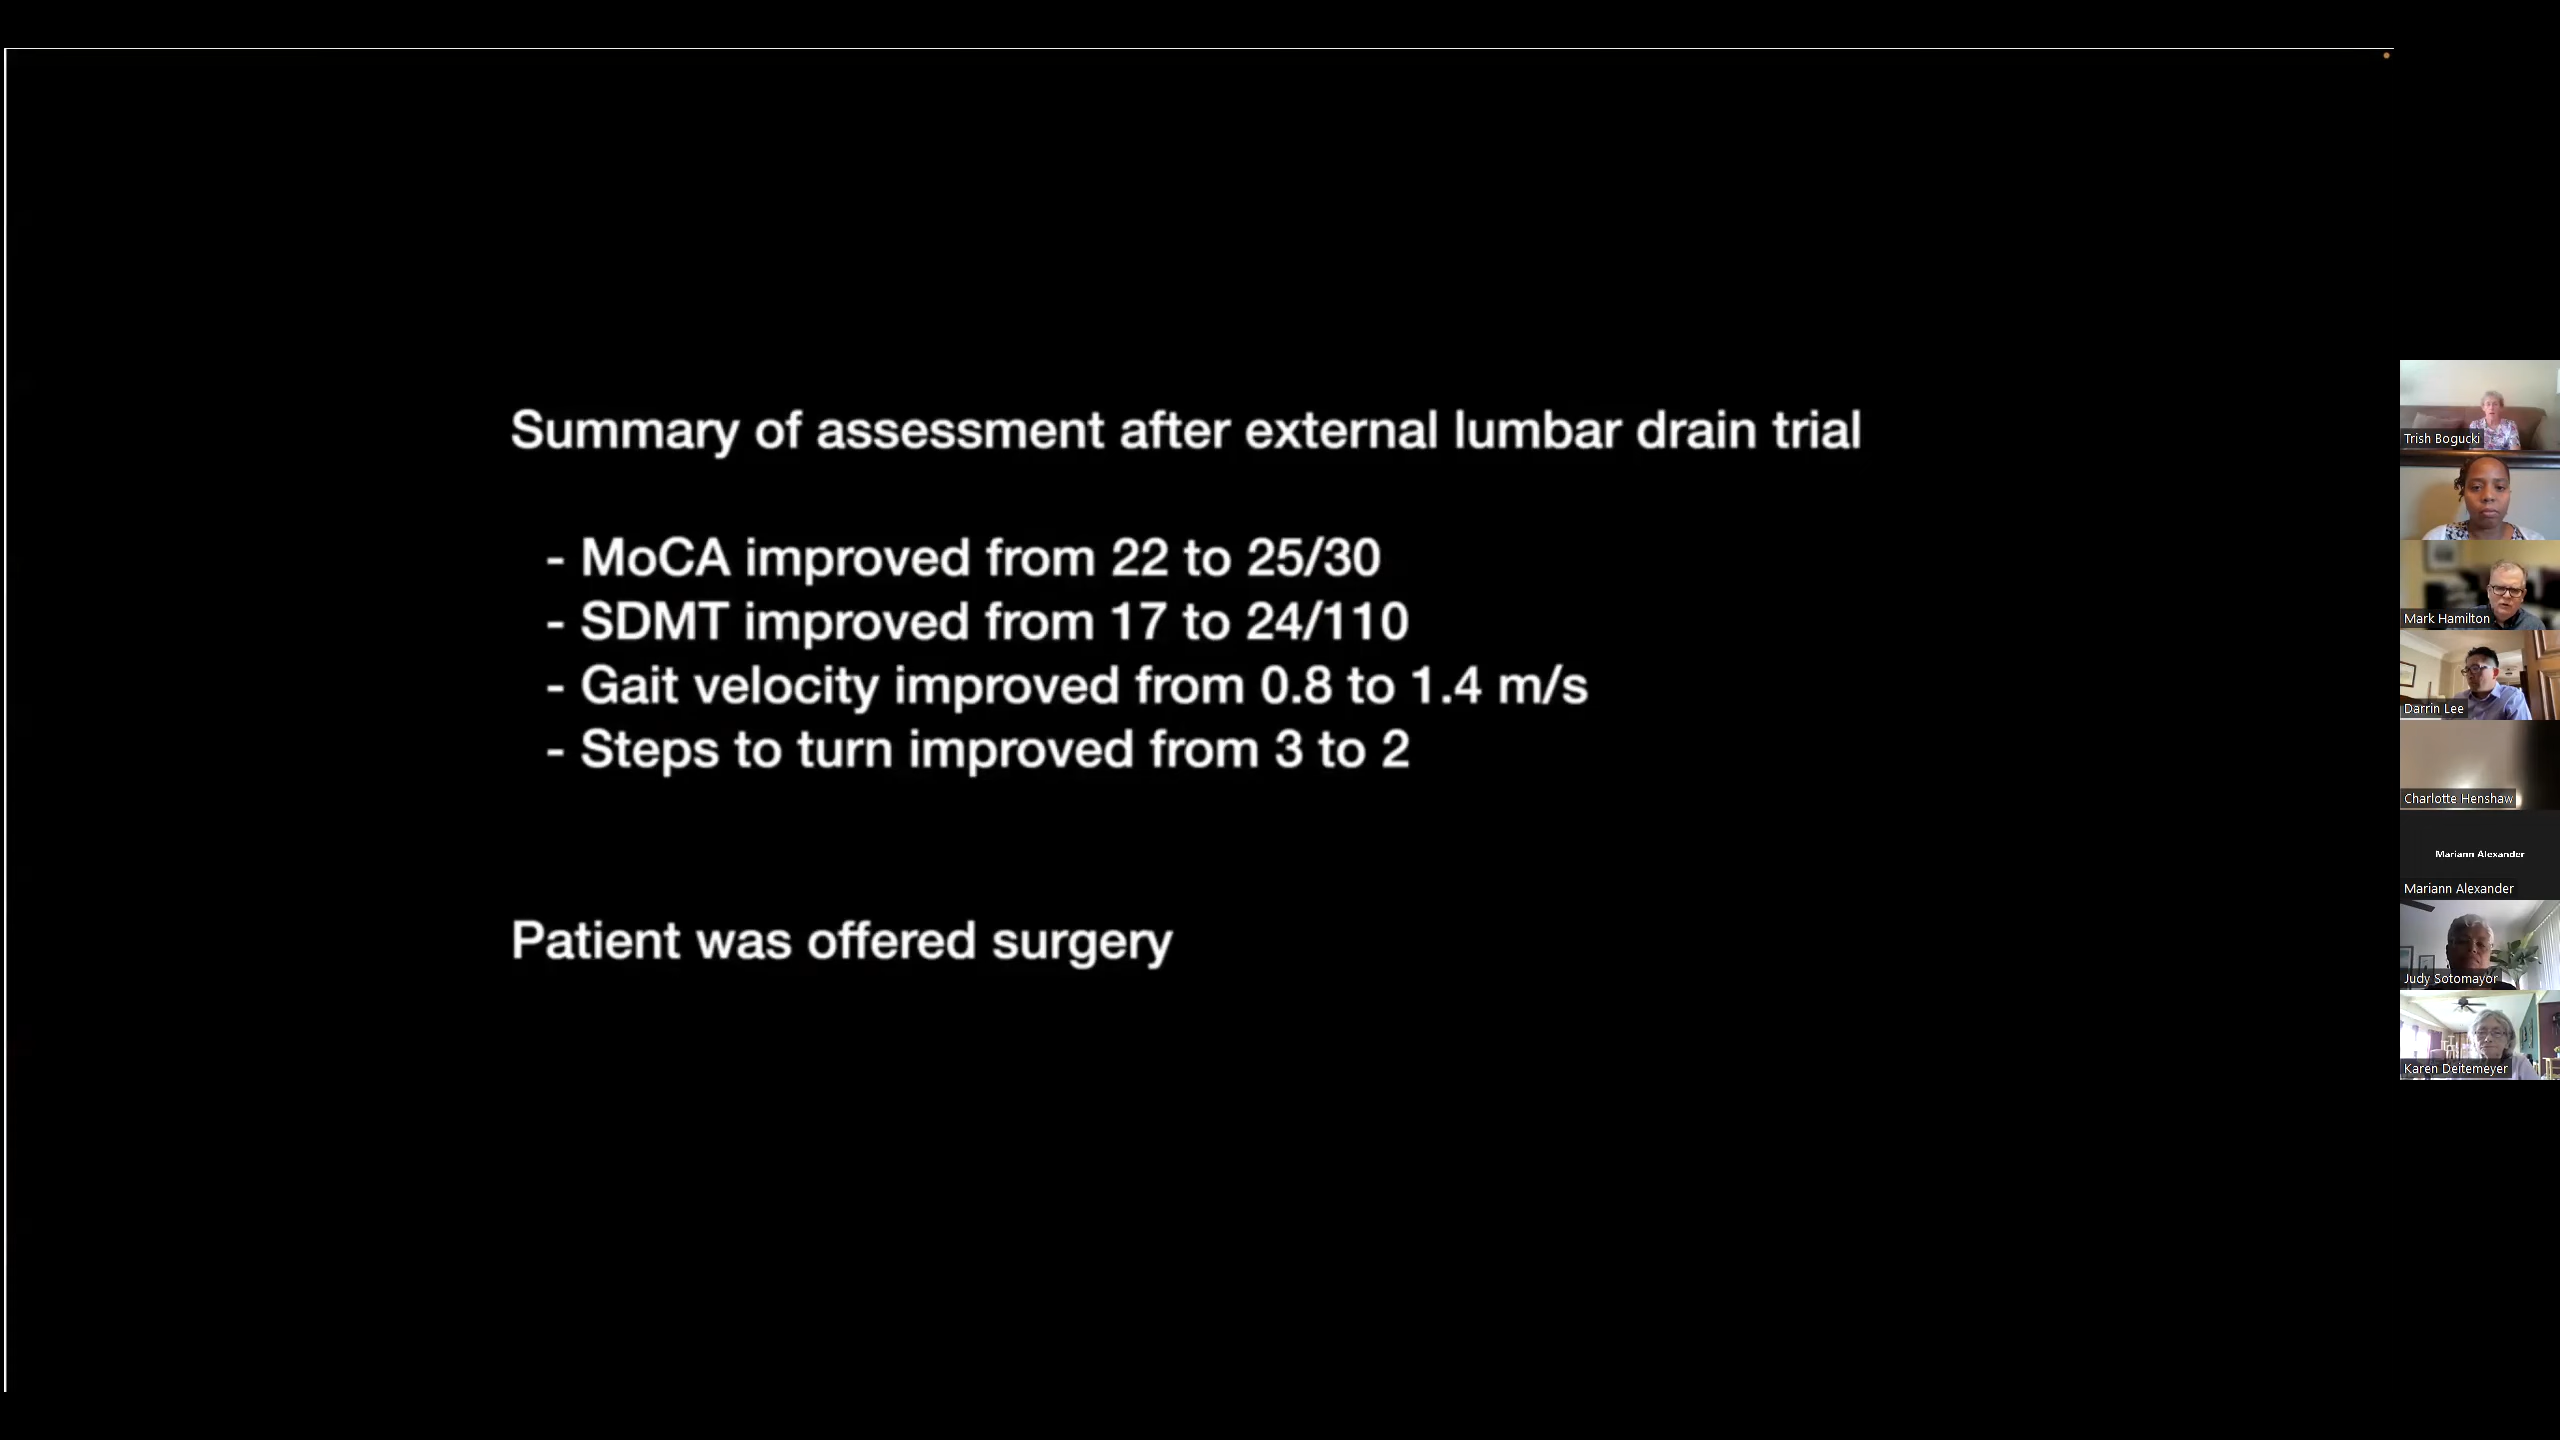 Summary of assessment after external lumbar drain trial
- MoCA improved from 22 to 25/30
- SDMT improved from 17 to 24/110
- Gait velocity improved from 0.8 to 1.4 m/s
- Steps to turn improved from 3 to 2
Patient was offered surgery
Trish Bogucki
Mark Hamilton
Darrin Lee
Charlotte Henshaw
Mariann Alexander
Mariann Alexander
Judy Sotomayor
Karen Deitemeyer